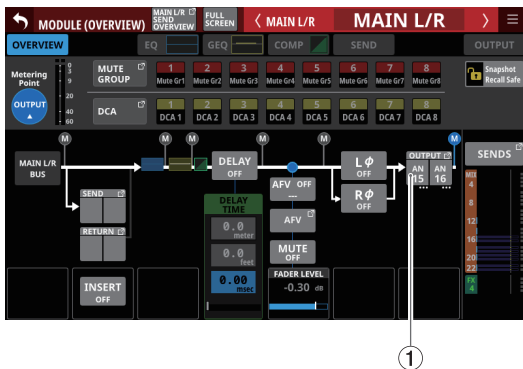 MODULE (OVERVIEW)
MAIN L/R
SEND
OVERVIEW
FULL
SCREEN
MAIN L/R
MAIN L/R
OVERVIEW
EQ
GEQ
COMP
SEND
OUTPUT
Metering
Point
OUTPUT
0
3
9
20
40
60
MUTE
GROUP
1
Mute Gr1
2
Mute Gr2
3
Mute Gr3
4
Mute Gr4
5
Mute Gr5
6
Mute Gr6
7
Mute Gr7
8
Mute Gr8
DCA
1
DCA 1
2
DCA 2
3
DCA 3
4
DCA 4
5
DCA 5
6
DCA 6
7
DCA 7
8
DCA 8
Snapshot
Recall Safe
M
M
M
M
M
M
MAIN L/R
BUS
SEND
RETURN
INSERT
OFF
DELAY
OFF
DELAY
TIME
0.0
meter
0.0
feet
0.00
msec
AFV OFF
---
AFV
MUTE
OFF
FADER LEVEL
-0.30 dB
L Φ
OFF
R Φ
OFF
OUTPUT
AN
15
AN
16
SENDS
MIX
4
8
12
16
20
22
FX
4
1